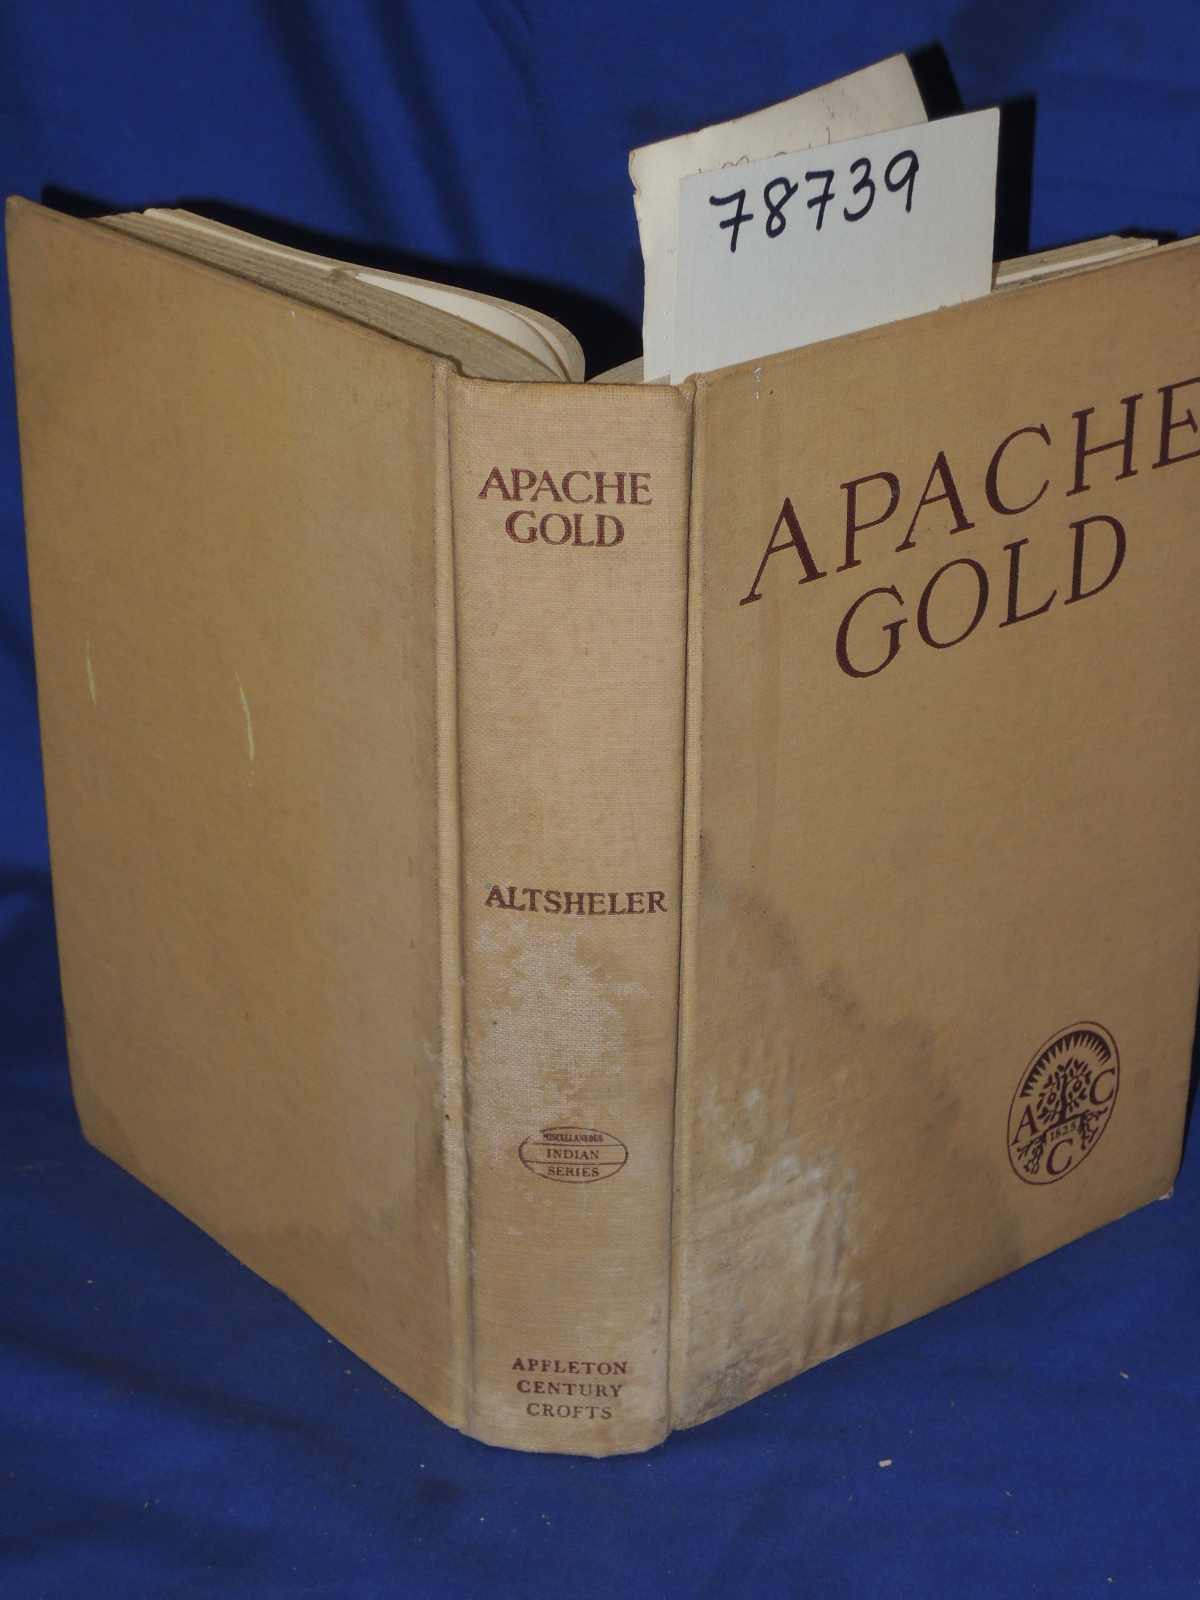 78739
APACHE
GOLD
ALTSHELER
MISCELLANEOUS
INDIAN
SERIES
APPLETON
CENTURY
CROFTS
APACHE
GOLD
A C
1825
C